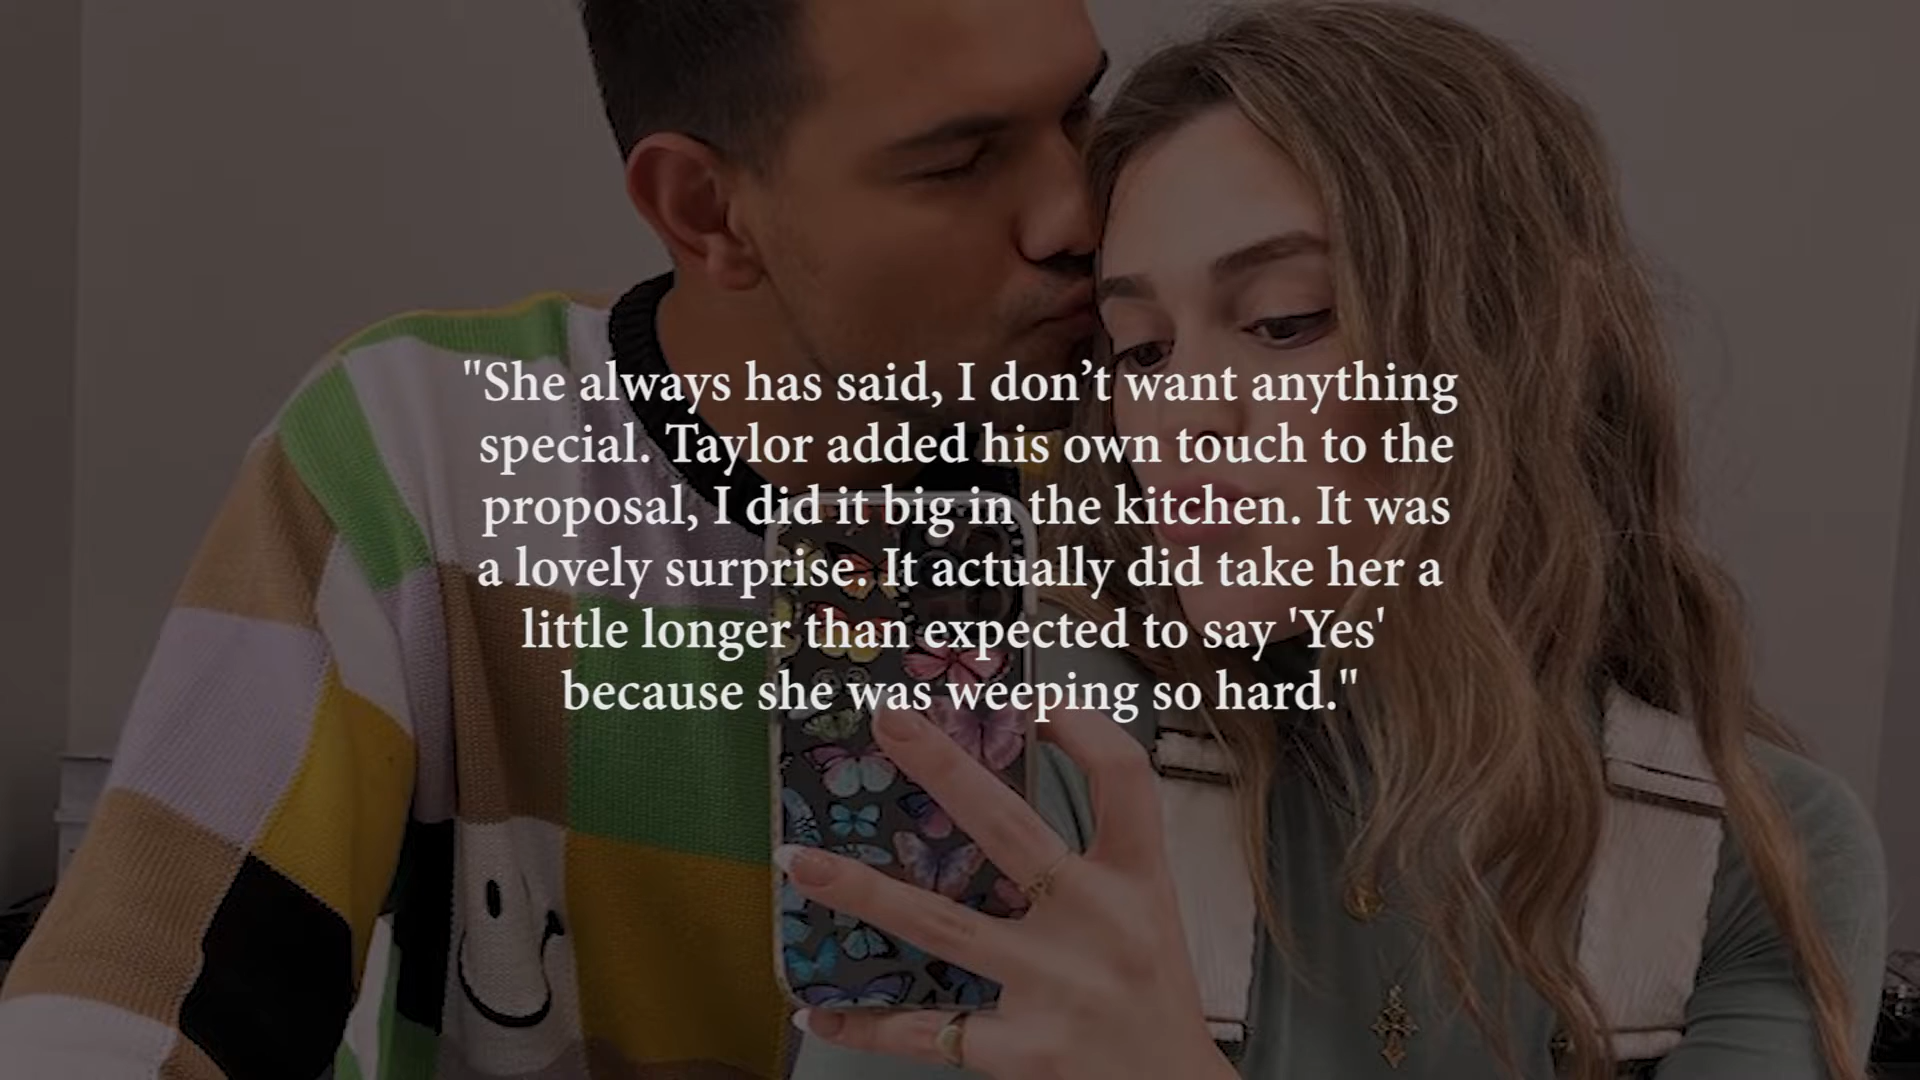 "She always has said, I don’t want anything
special. Taylor added his own touch to the
proposal, I did it big in the kitchen. It was
a lovely surprise. It actually did take her a
little longer than expected to say 'Yes'
because she was weeping so hard."